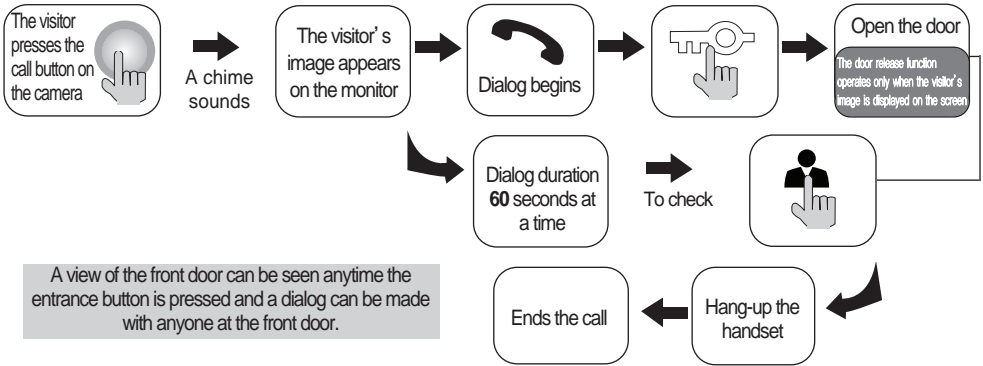 The visitor
presses the
call button on
the camera
A chime
sounds
The visitor's
image appears
on the monitor
Dialog begins
Open the door
The door release function
operates only when the visitor's
image is displayed on the screen
Dialog duration
60 seconds at
a time
To check
A view of the front door can be seen anytime the
entrance button is pressed and a dialog can be made
with anyone at the front door.
Ends the call
Hang-up the
handset